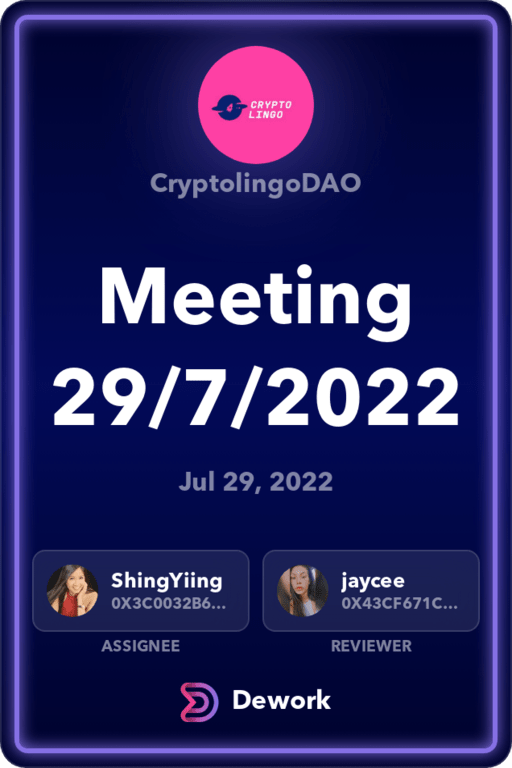 CRYPTO
LINGO
CryptolingoDAO
Meeting
29/7/2022
Jul 29, 2022
ShingYiing
0X3C0032B6...
ASSIGNEE
jaycee
0X43CF671C...
REVIEWER
Dework